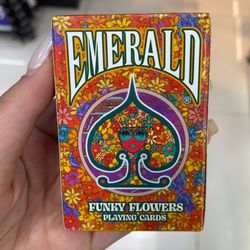 EMERALD
®
FUNKY FLOWERS
PLAYING CARDS